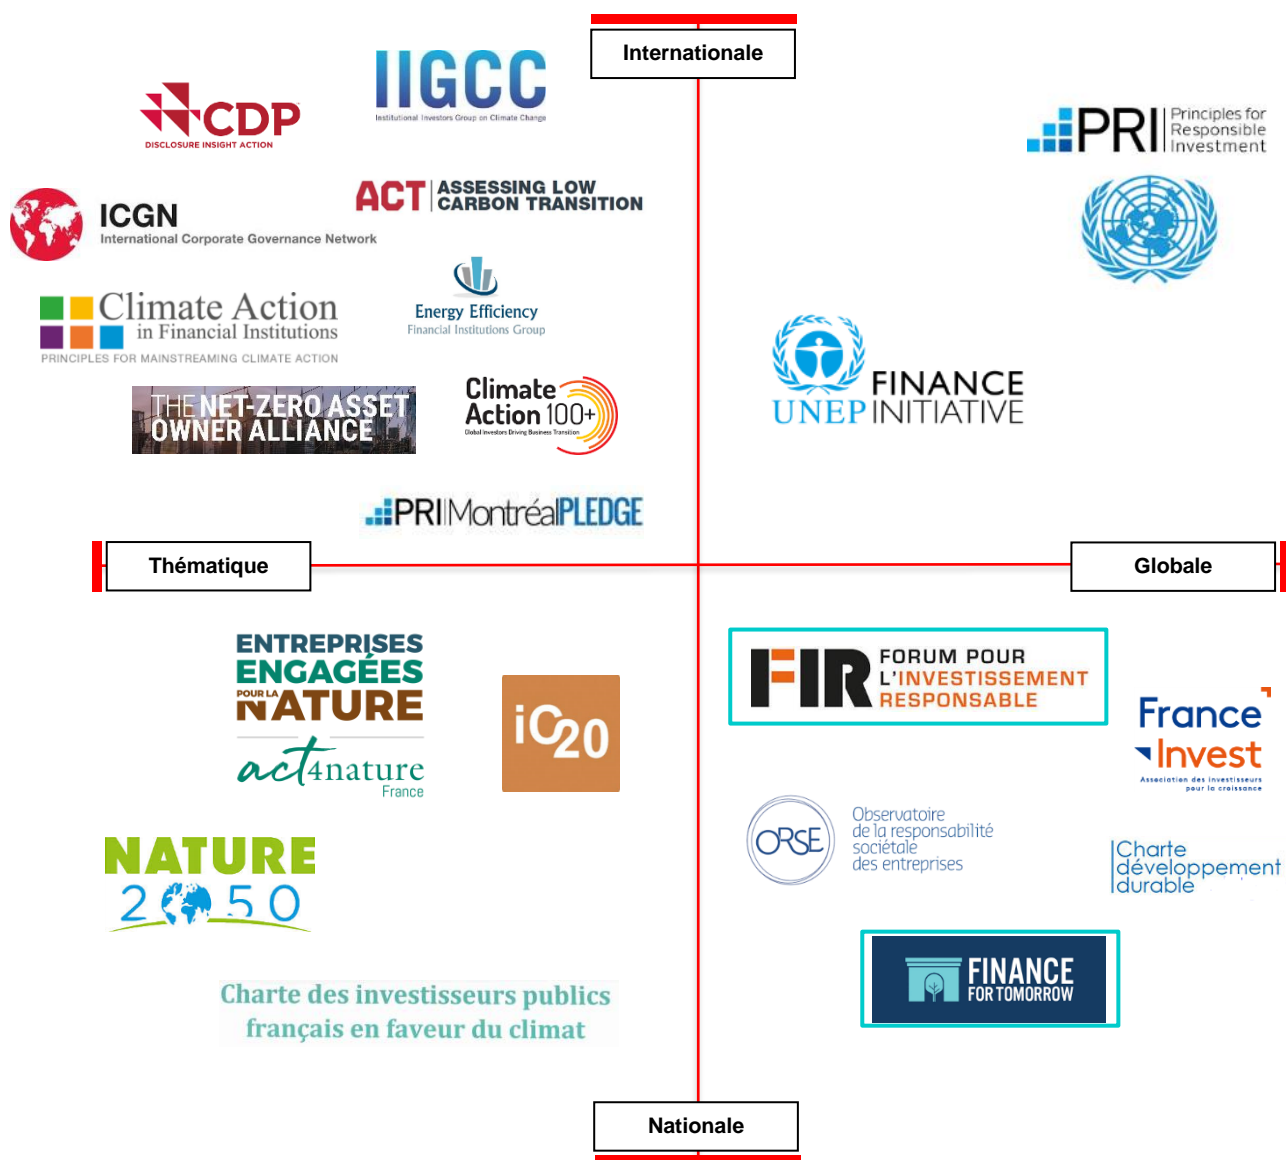 Internationale
IIGCC
Institutional Investors Group on Climate Change
CDP
DISCLOSURE INSIGHT ACTION
PRI
Principles for
Responsible
Investment
ACT
ASSESSING LOW
CARBON TRANSITION
ICGN
International Corporate Governance Network
Climate Action
in Financial Institutions
PRINCIPLES FOR MAINSTREAMING CLIMATE ACTION
Energy Efficiency
Financial Institutions Group
UNEP
FINANCE
INITIATIVE
THE NET-ZERO ASSET
OWNER ALLIANCE
Climate
Action 100+
Global Investors Driving Business Transition
PRI Montréal PLEDGE
Thématique
Globale
ENTREPRISES
ENGAGÉES
POUR LA
NATURE
act4nature
France
iC20
FIR
FORUM POUR
L'INVESTISSEMENT
RESPONSABLE
France
Invest
Association des investisseurs
pour la croissance
ORSE
Observatoire
de la responsabilité
sociétale
des entreprises
Charte
développement
durable
NATURE
2050
FINANCE
FOR TOMORROW
Charte des investisseurs publics
français en faveur du climat
Nationale